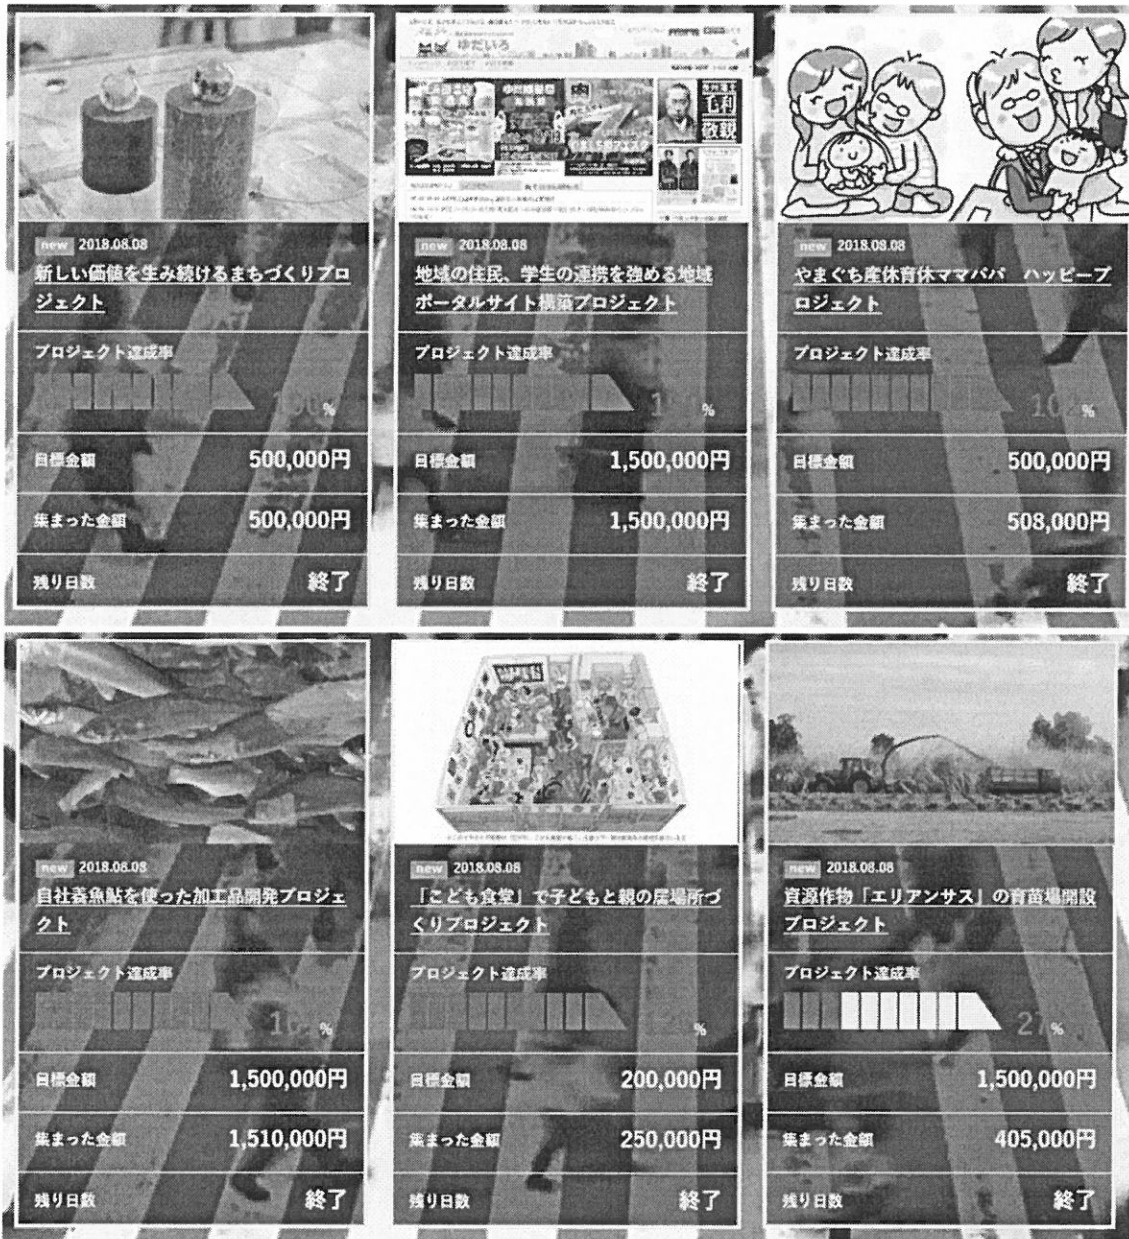 ゆだいろ
毛利
敬親
new 2018.08.08
新しい価値を生み続けるまちづくりプロ
ジェクト
プロジェクト達成率
%
目標金額 500,000円
集まった金額 500,000円
残り日数 終了
new 2018.08.08
地域の住民、学生の連携を強める地域
ポータルサイト構築プロジェクト
プロジェクト達成率
%
目標金額 1,500,000円
集まった金額 1,500,000円
残り日数 終了
new 2018.08.08
やまぐち産休育休ママパパ ハッピープ
ロジェクト
プロジェクト達成率
%
目標金額 500,000円
集まった金額 508,000円
残り日数 終了
new 2018.08.08
自社養魚鮎を使った加工品開発プロジェ
クト
プロジェクト達成率
%
目標金額 1,500,000円
集まった金額 1,510,000円
残り日数 終了
new 2018.08.08
「こども食堂」で子どもと親の居場所づ
くりプロジェクト
プロジェクト達成率
%
目標金額 200,000円
集まった金額 250,000円
残り日数 終了
new 2018.08.08
資源作物「エリアンサス」の育苗場開設
プロジェクト
プロジェクト達成率
27%
目標金額 1,500,000円
集まった金額 405,000円
残り日数 終了